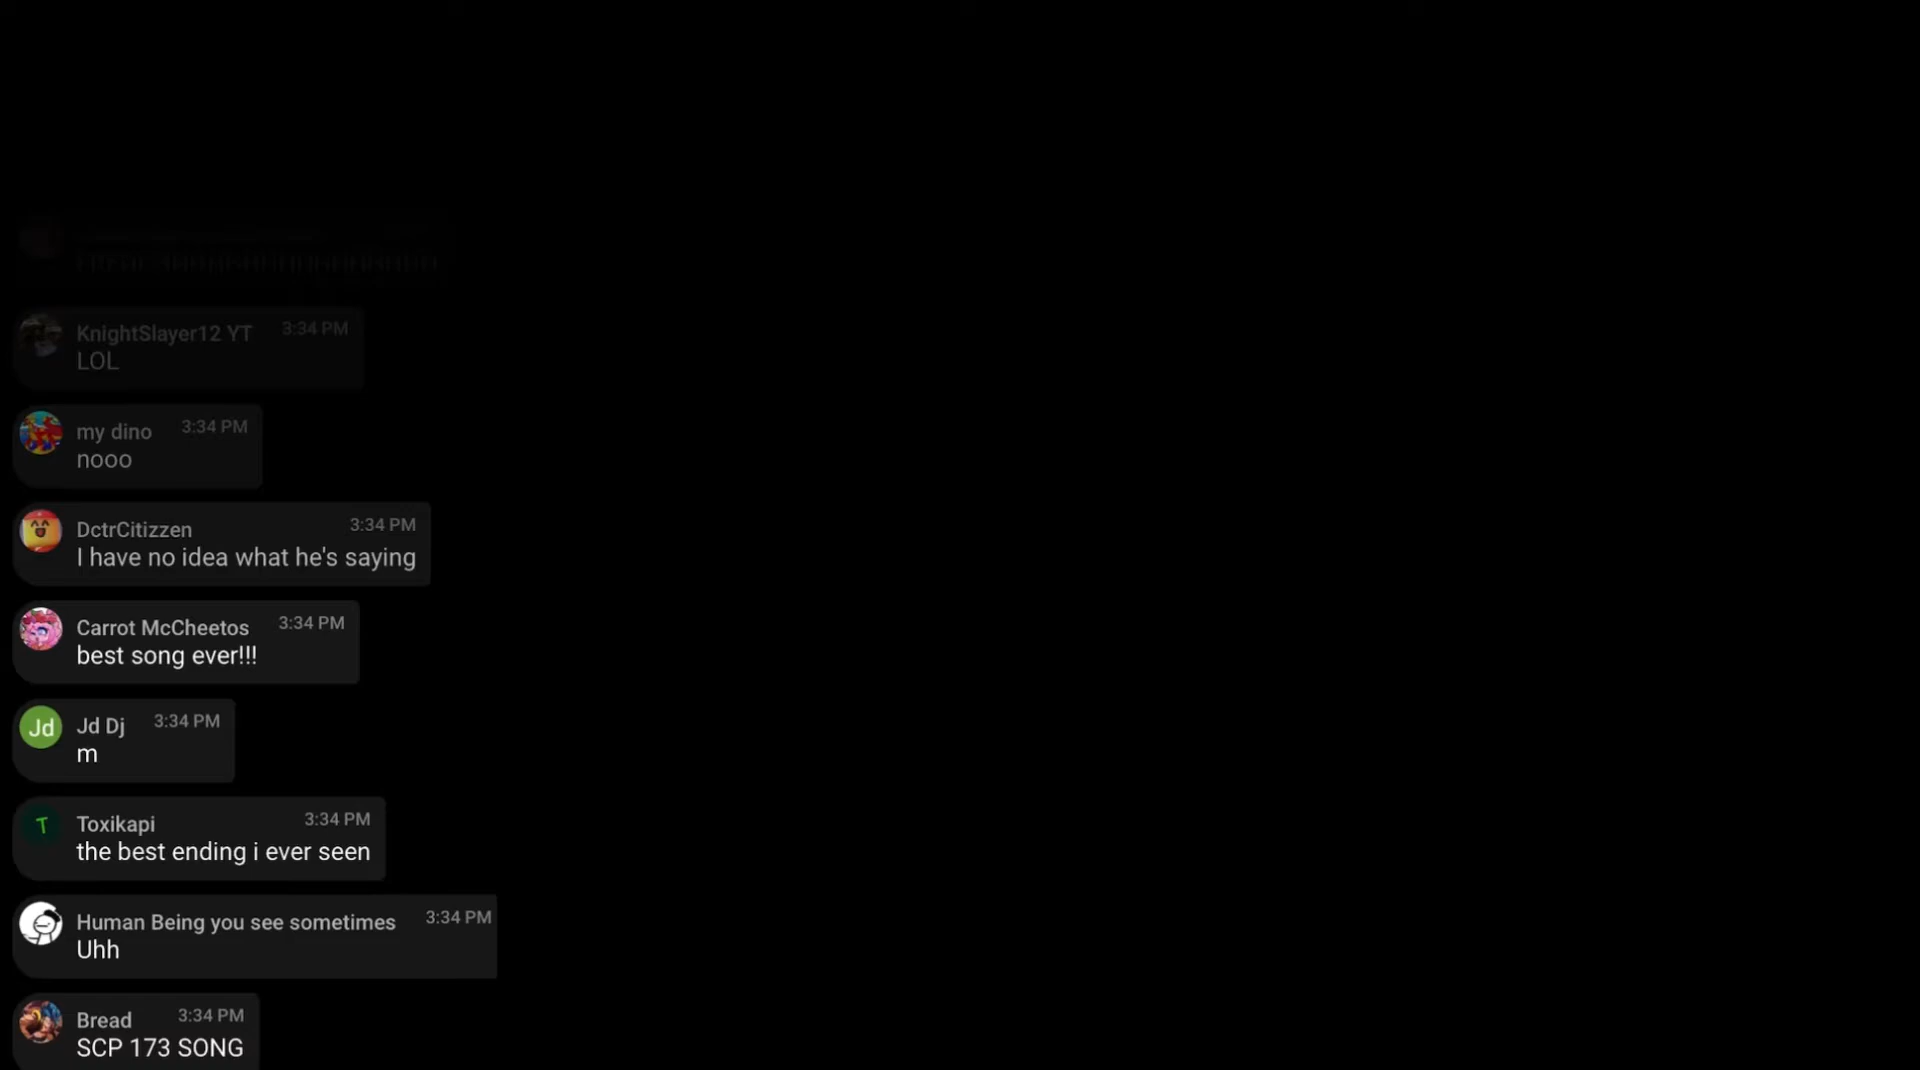 KnightSlayer12 YT 3:34 PM
LOL
my dino 3:34 PM
nooo
DctrCitizzen 3:34 PM
I have no idea what he's saying
Carrot McCheetos 3:34 PM
best song ever!!!
Jd
Jd Dj 3:34 PM
m
T
Toxikapi 3:34 PM
the best ending i ever seen
Human Being you see sometimes 3:34 PM
Uhh
Bread 3:34 PM
SCP 173 SONG